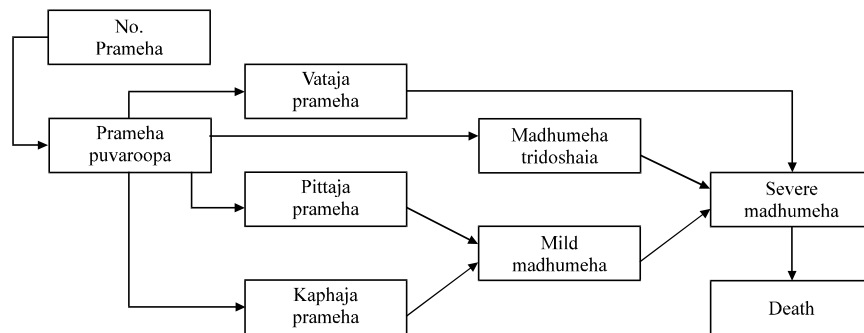 No.
Prameha
Vataja
prameha
Prameha
puvaroopa
Madhumeha
tridoshaia
Pittaja
prameha
Severe
madhumeha
Mild
madhumeha
Kaphaja
prameha
Death